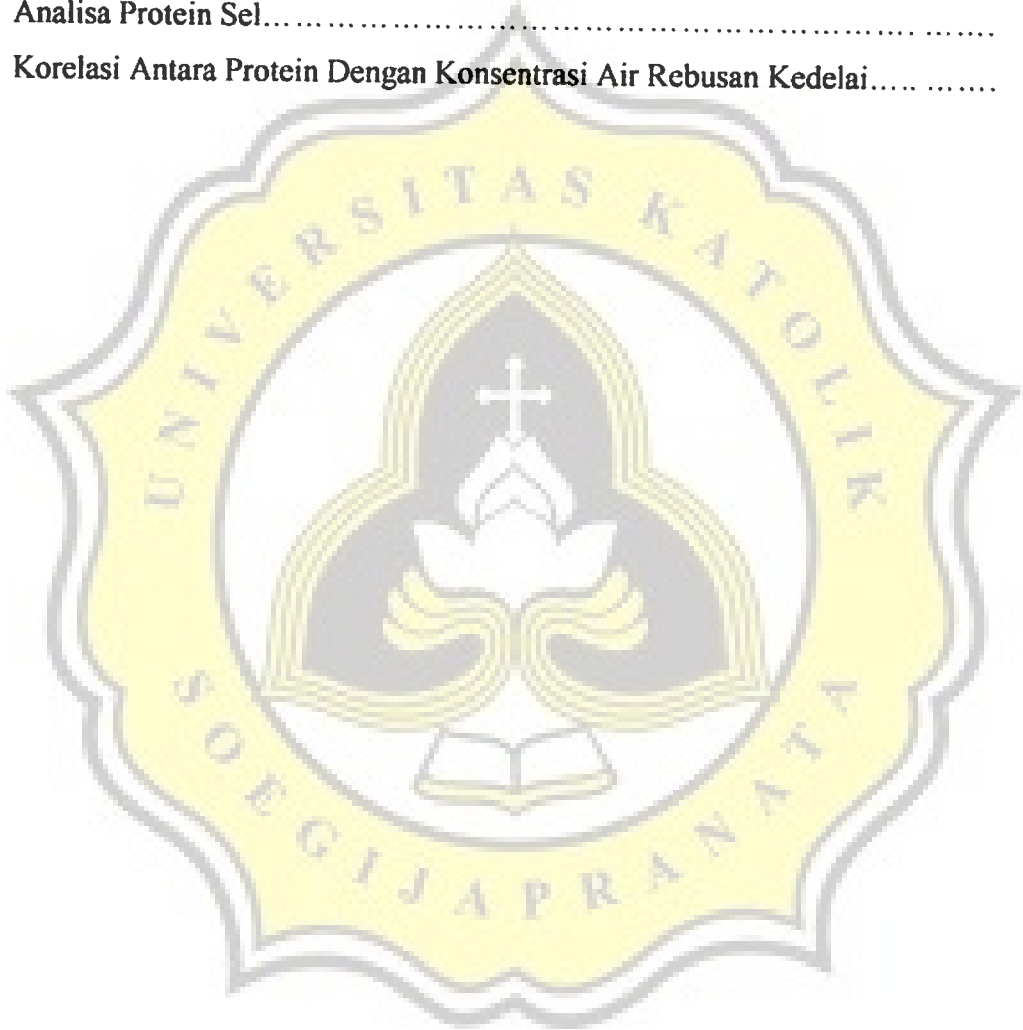 Analisa Protein Sel.................................................................................
Korelasi Antara Protein Dengan Konsentrasi Air Rebusan Kedelai............
UNIVERSITAS KATOLIK
SOEGIJAPRANATA